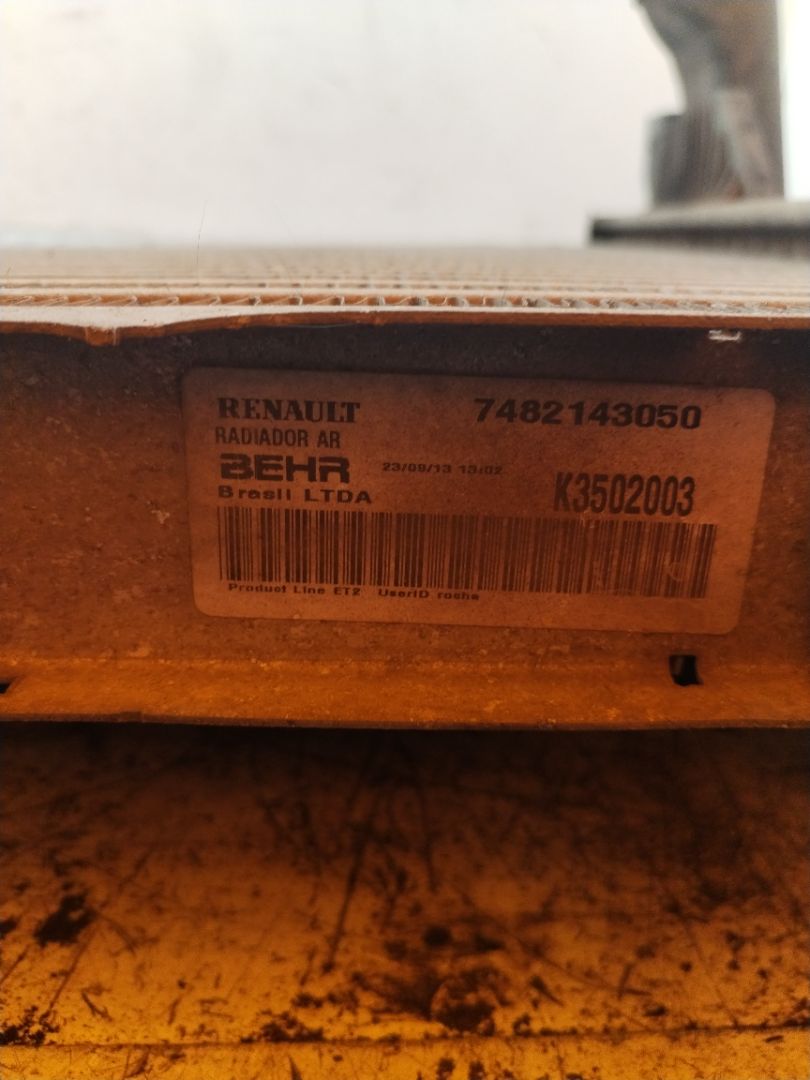 RENAULT 7482143050
RADIADOR AR
BEHR 23/09/13 13:02 K3502003
Brasil LTDA
Product Line ET2 UserID rocha